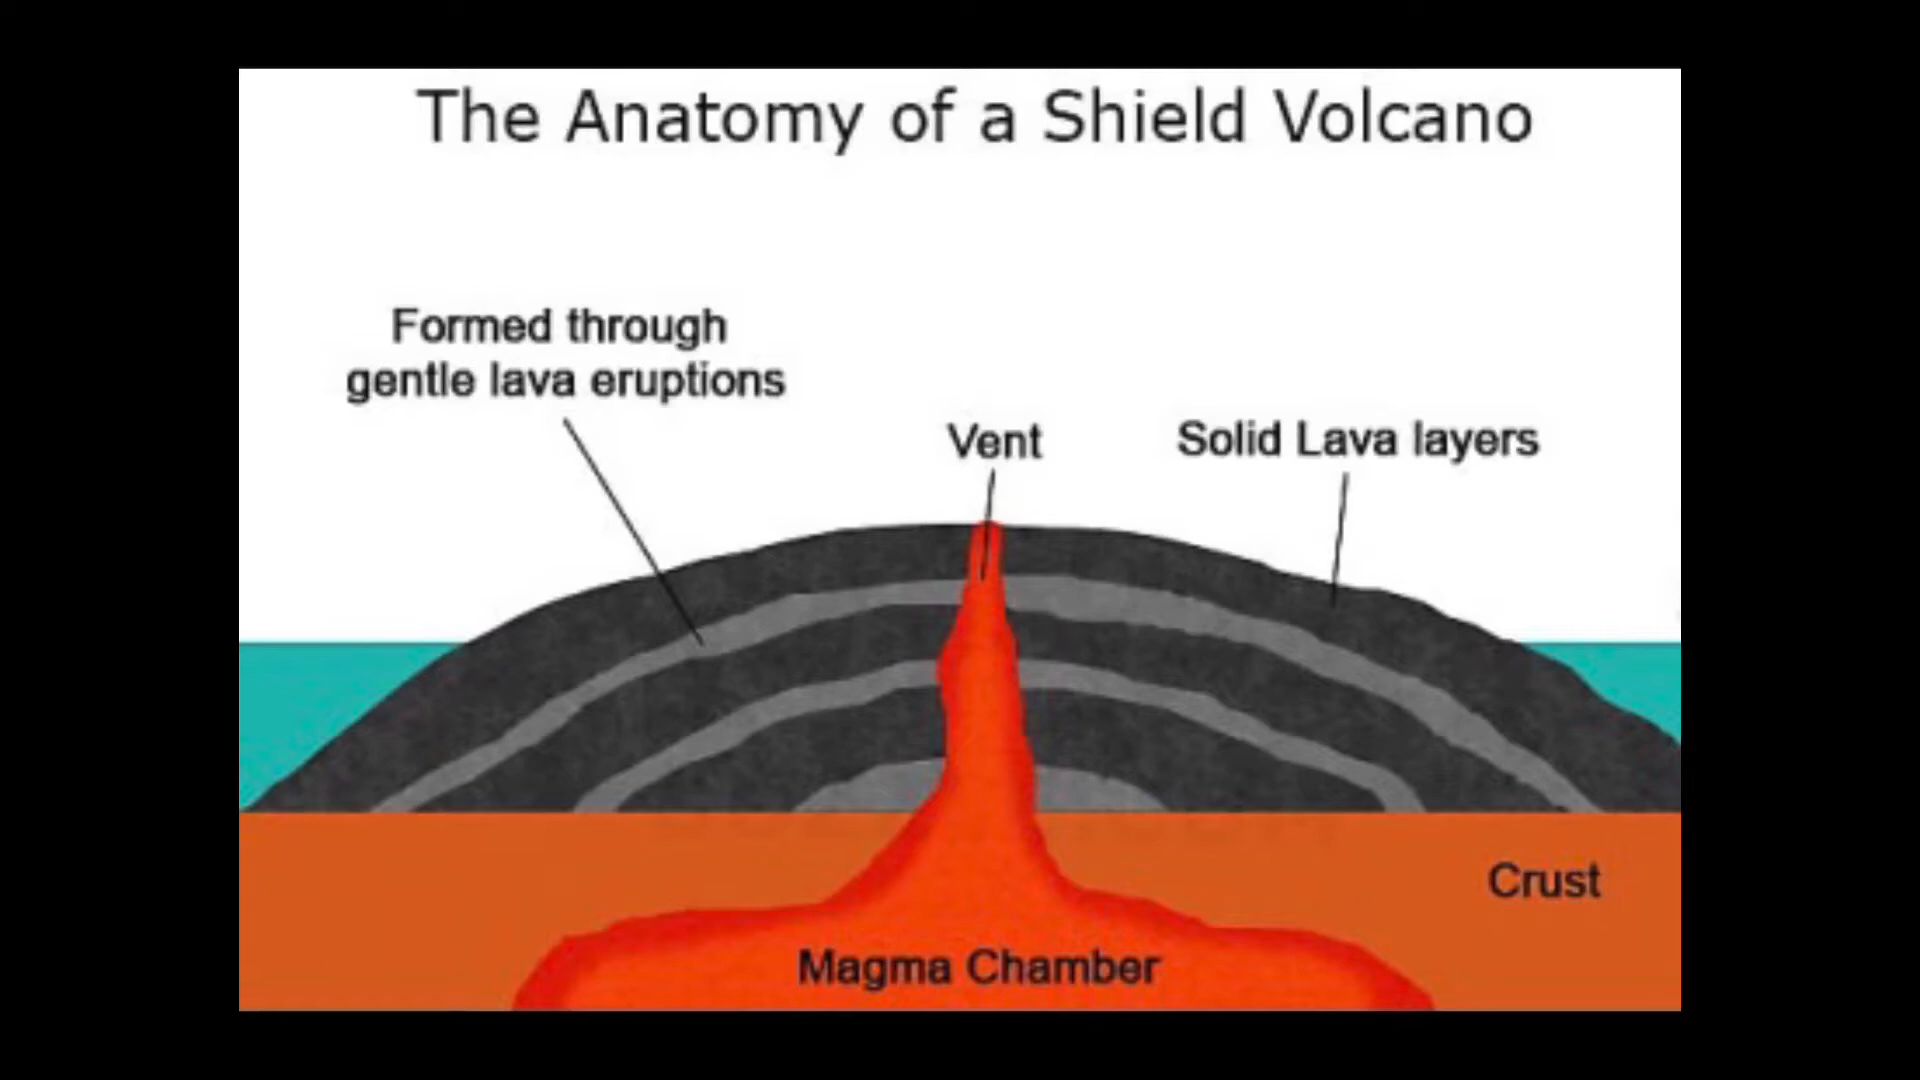 The Anatomy of a Shield Volcano
Formed through
gentle lava eruptions
Vent
Solid Lava layers
Crust
Magma Chamber